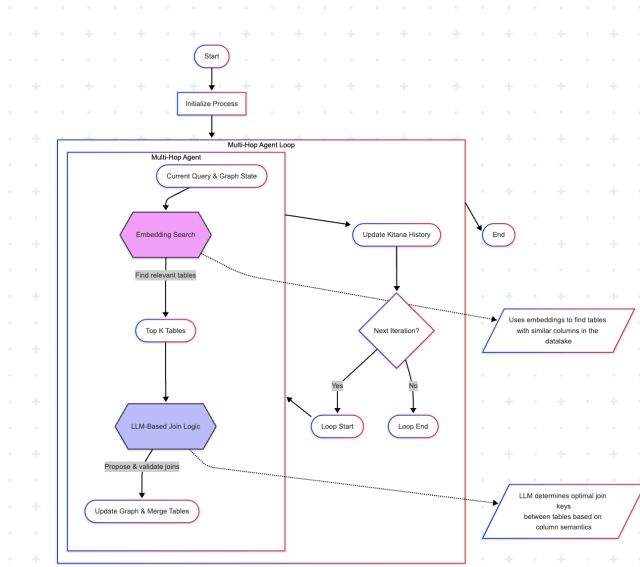 Start
Initialize Process
Multi-Hop Agent Loop
Multi-Hop Agent
Current Query & Graph State
Embedding Search
Find relevant tables
Top K Tables
LLM-Based Join Logic
Propose & validate joins
Update Graph & Merge Tables
Update Kitana History
Next Iteration?
Yes
No
Loop Start
Loop End
End
Uses embeddings to find tables
with similar columns in the
datalake
LLM determines optimal join
keys
between tables based on
column semantics